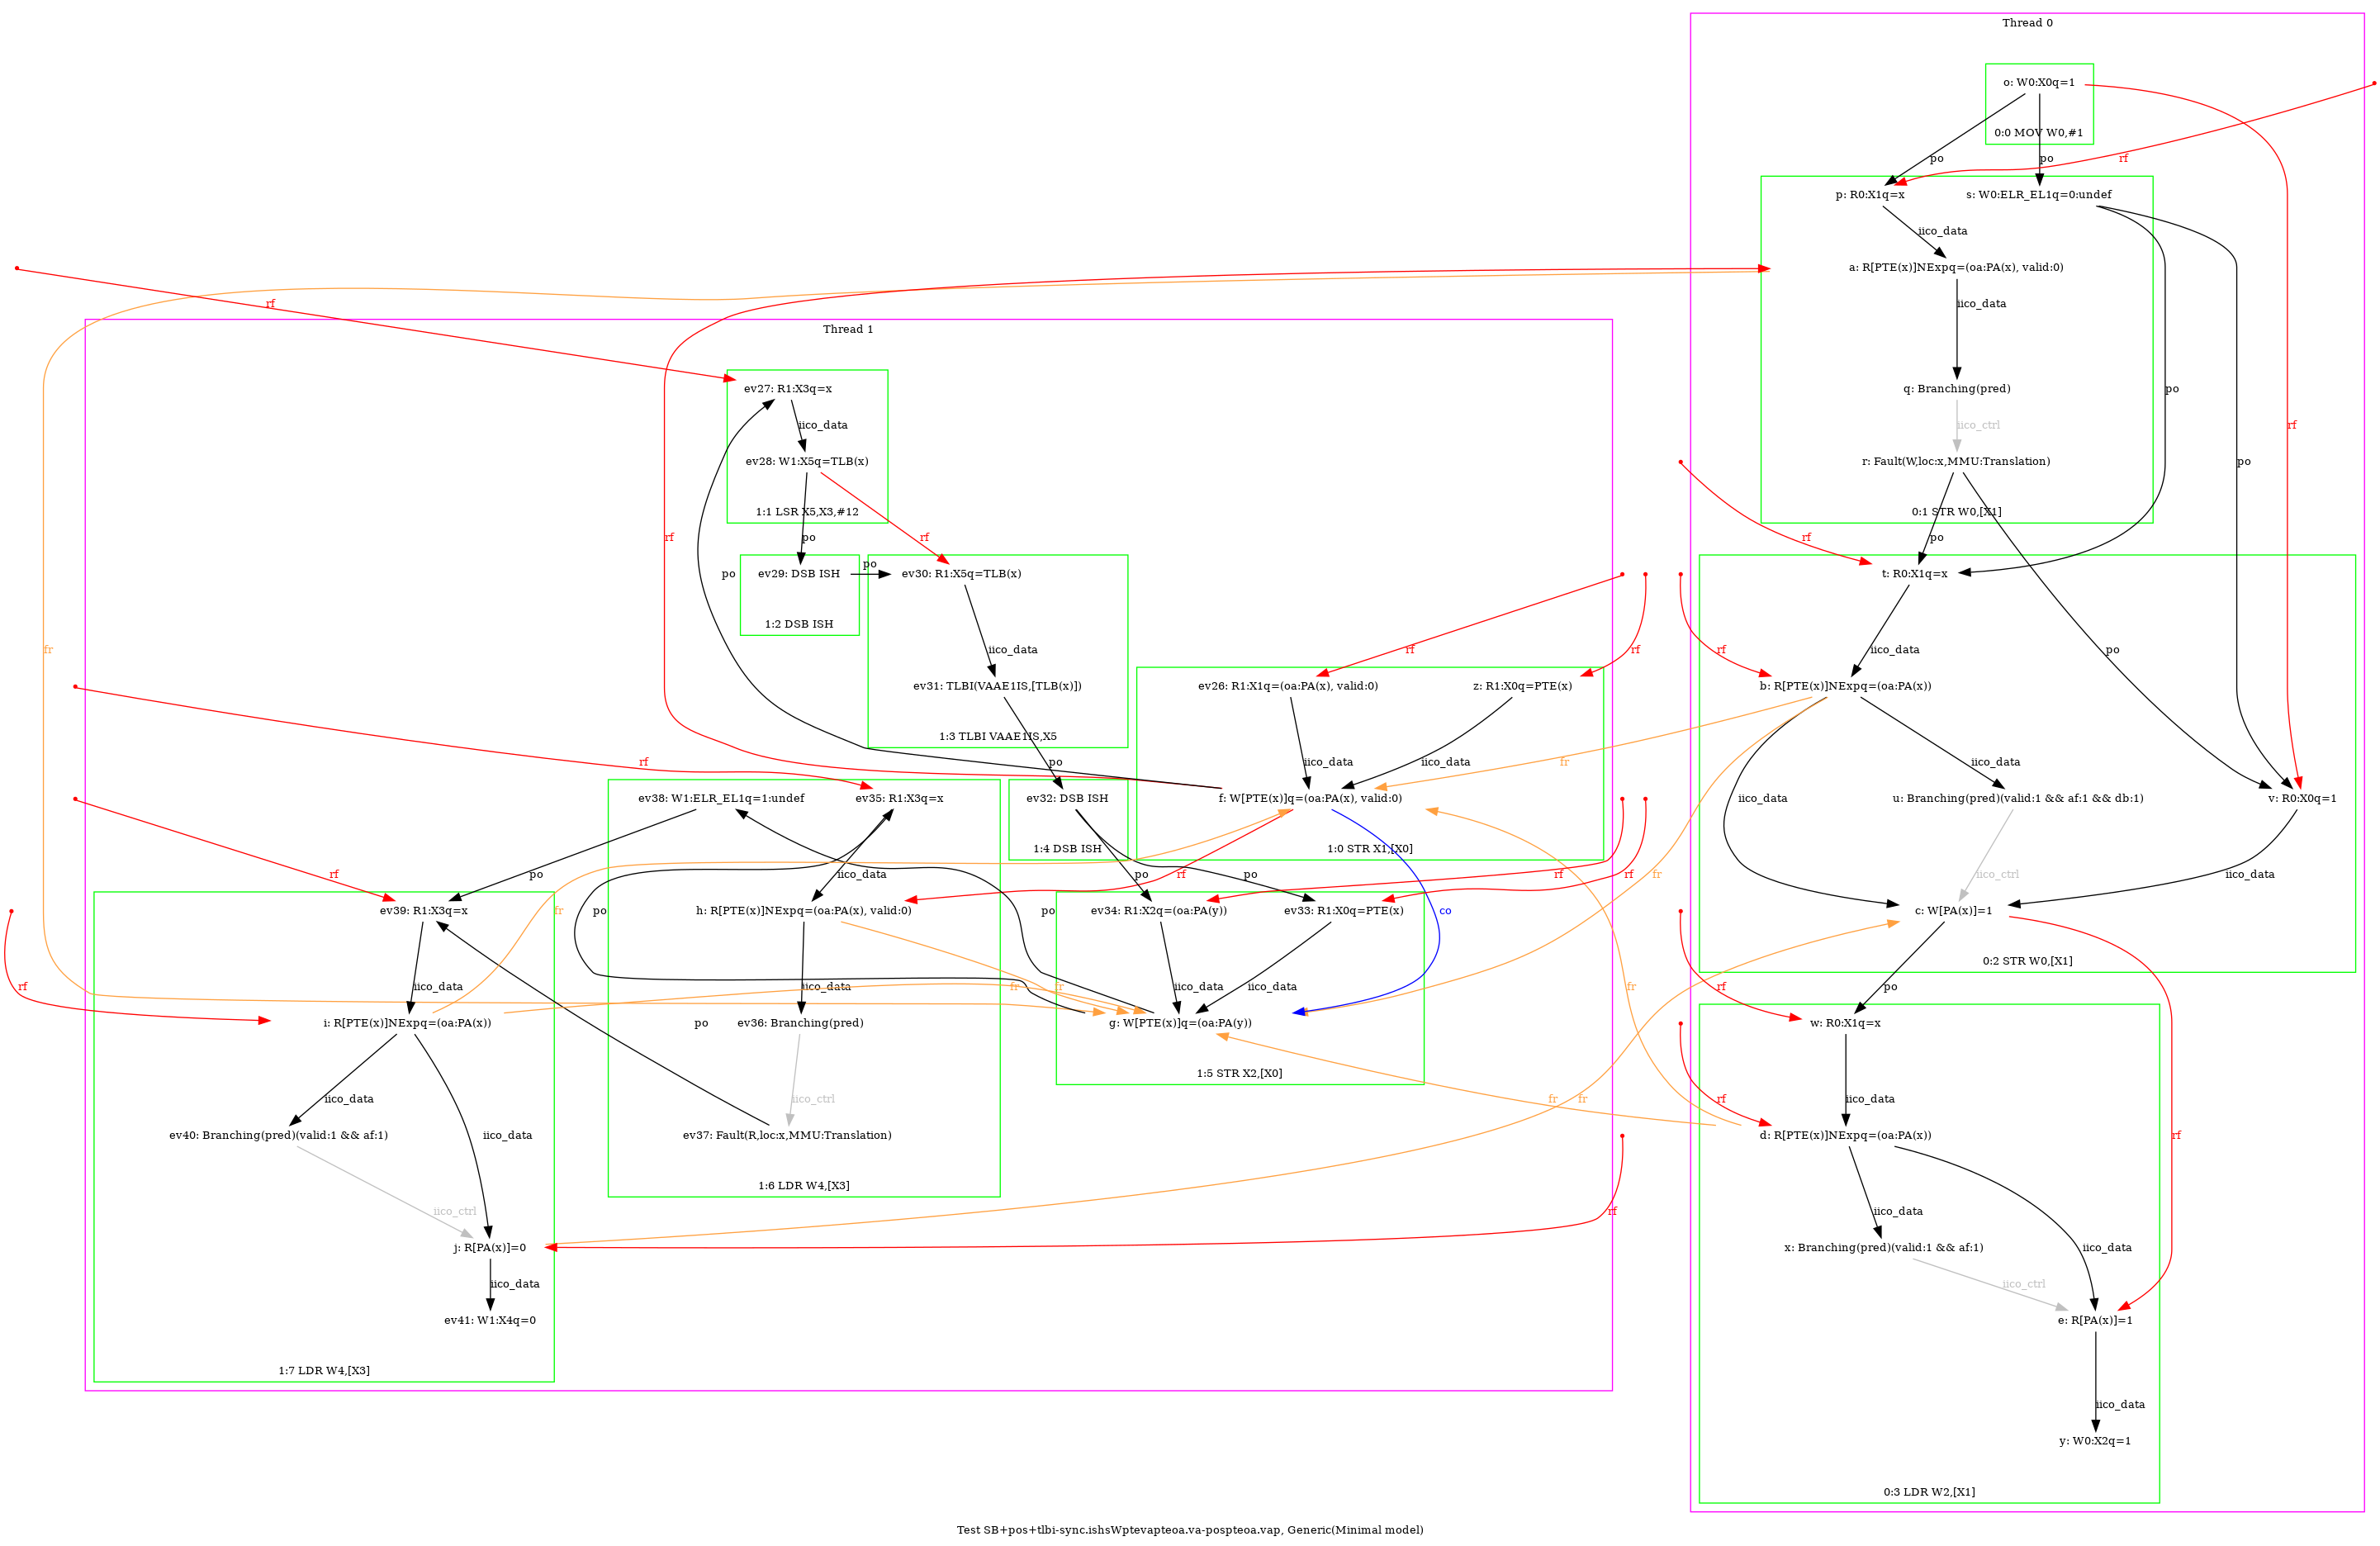 Thread 0
o: W0:X0q=1
0:0 MOV W0,#1
po
po
rf
p: R0:X1q=x
s: W0:ELR_EL1q=0:undef
iico_data
a: R[PTE(x)]NExpq=(oa:PA(x), valid:0)
iico_data
q: Branching(pred)
iico_ctrl
r: Fault(W,loc:x,MMU:Translation)
0:1 STR W0,[X1]
po
po
rf
rf
po
t: R0:X1q=x
iico_data
po
rf
b: R[PTE(x)]NExpq=(oa:PA(x))
iico_data
iico_data
u: Branching(pred)(valid:1 && af:1 && db:1)
v: R0:X0q=1
iico_ctrl
iico_data
c: W[PA(x)]=1
0:2 STR W0,[X1]
po
rf
w: R0:X1q=x
iico_data
rf
d: R[PTE(x)]NExpq=(oa:PA(x))
rf
iico_data
iico_data
x: Branching(pred)(valid:1 && af:1)
iico_ctrl
e: R[PA(x)]=1
iico_data
y: W0:X2q=1
0:3 LDR W2,[X1]
Thread 1
rf
ev27: R1:X3q=x
iico_data
ev28: W1:X5q=TLB(x)
1:1 LSR X5,X3,#12
rf
po
rf
po
po
ev29: DSB ISH
1:2 DSB ISH
ev30: R1:X5q=TLB(x)
iico_data
ev31: TLBI(VAAE1IS,[TLB(x)])
1:3 TLBI VAAE1IS,X5
fr
rf
rf
ev26: R1:X1q=(oa:PA(x), valid:0)
z: R1:X0q=PTE(x)
rf
po
iico_data
iico_data
fr
f: W[PTE(x)]q=(oa:PA(x), valid:0)
1:0 STR X1,[X0]
ev32: DSB ISH
1:4 DSB ISH
ev38: W1:ELR_EL1q=1:undef
ev35: R1:X3q=x
rf
po
iico_data
rf
po
po
rf
rf
fr
ev39: R1:X3q=x
fr
po
h: R[PTE(x)]NExpq=(oa:PA(x), valid:0)
po
ev34: R1:X2q=(oa:PA(y))
ev33: R1:X0q=PTE(x)
co
rf
iico_data
fr
iico_data
fr
iico_data
iico_data
fr
i: R[PTE(x)]NExpq=(oa:PA(x))
po
ev36: Branching(pred)
g: W[PTE(x)]q=(oa:PA(y))
1:5 STR X2,[X0]
iico_data
iico_ctrl
fr
fr
ev40: Branching(pred)(valid:1 && af:1)
iico_data
ev37: Fault(R,loc:x,MMU:Translation)
1:6 LDR W4,[X3]
iico_ctrl
rf
j: R[PA(x)]=0
iico_data
ev41: W1:X4q=0
1:7 LDR W4,[X3]
Test SB+pos+tlbi-sync.ishsWptevapteoa.va-pospteoa.vap, Generic(Minimal model)